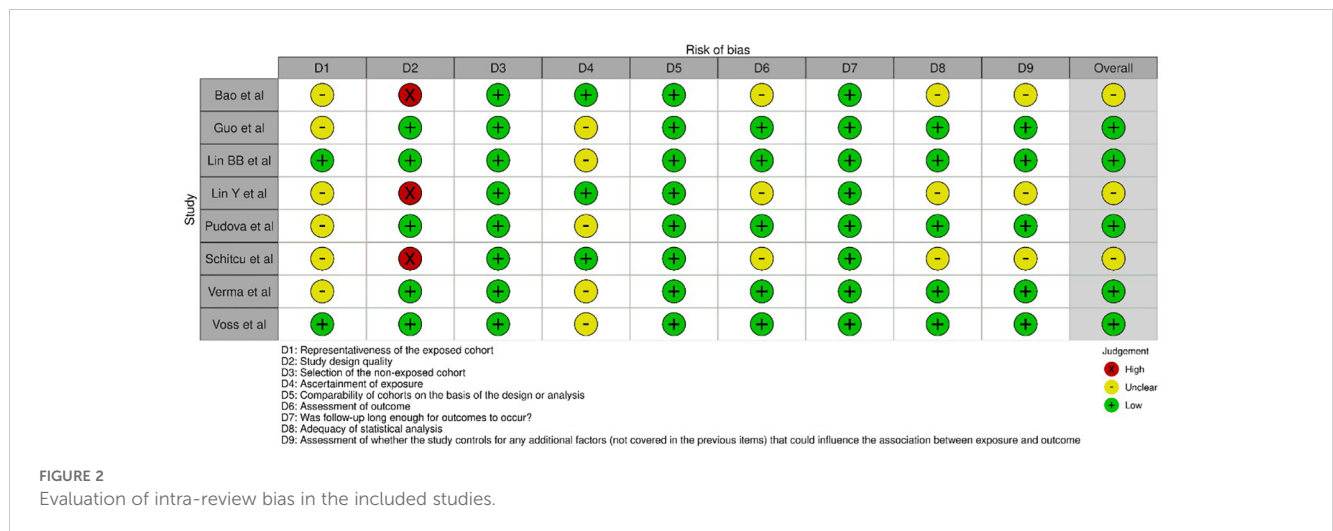 Risk of bias
D1 D2 D3 D4 D5 D6 D7 D8 D9 Overall
Study
Bao et al - X + + + - + - - -
Guo et al - + + - + + + + + +
Lin BB et al + + + - + + + + + +
Lin Y et al - X + + + - + - - -
Pudova et al - + + - + + + + + +
Schitcu et al - X + + + - + - - -
Verma et al - + + - + + + + + +
Voss et al + + + - + + + + + +
D1: Representativeness of the exposed cohort
D2: Study design quality
D3: Selection of the non-exposed cohort
D4: Ascertainment of exposure
D5: Comparability of cohorts on the basis of the design or analysis
D6: Assessment of outcome
D7: Was follow-up long enough for outcomes to occur?
D8: Adequacy of statistical analysis
D9: Assessment of whether the study controls for any additional factors (not covered in the previous items) that could influence the association between exposure and outcome
Judgement
X High
- Unclear
+ Low
FIGURE 2
Evaluation of intra-review bias in the included studies.